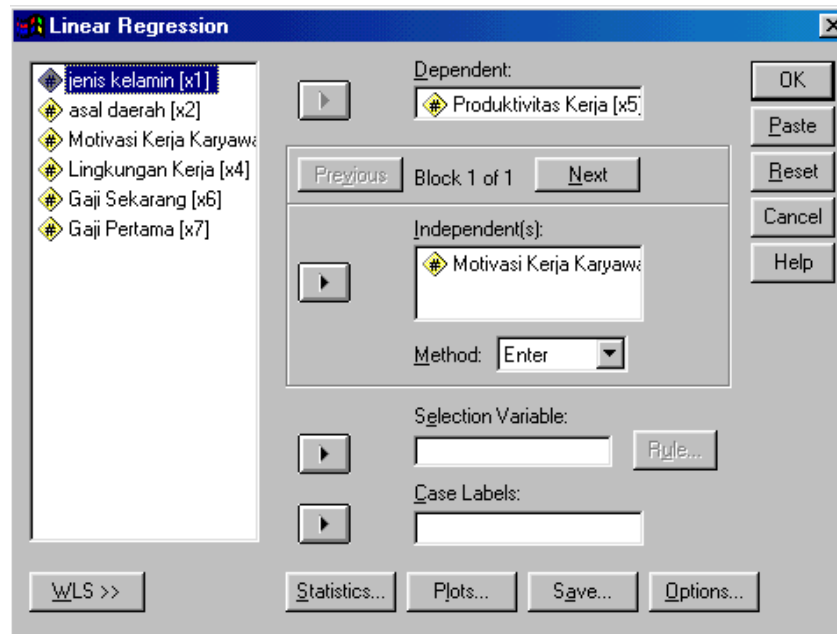 Linear Regression
jenis kelamin [x1]
asal daerah [x2]
Motivasi Kerja Karyawa
Lingkungan Kerja [x4]
Gaji Sekarang [x6]
Gaji Pertama [x7]
Dependent:
Produktivitas Kerja [x5]
Previous Block 1 of 1 Next
Independent(s):
Motivasi Kerja Karyawa
Method: Enter
Selection Variable:
Rule...
Case Labels:
OK
Paste
Reset
Cancel
Help
WLS >> Statistics... Plots... Save... Options...